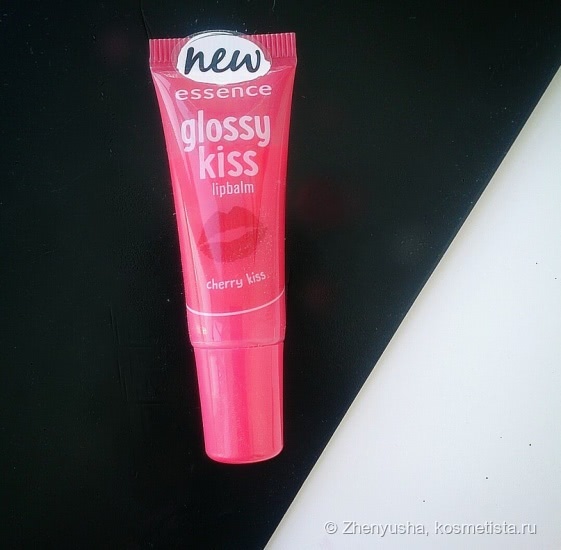 new
essence
glossy
kiss
lipbalm
cherry kiss
© Zhenyusha, kosmetista.ru